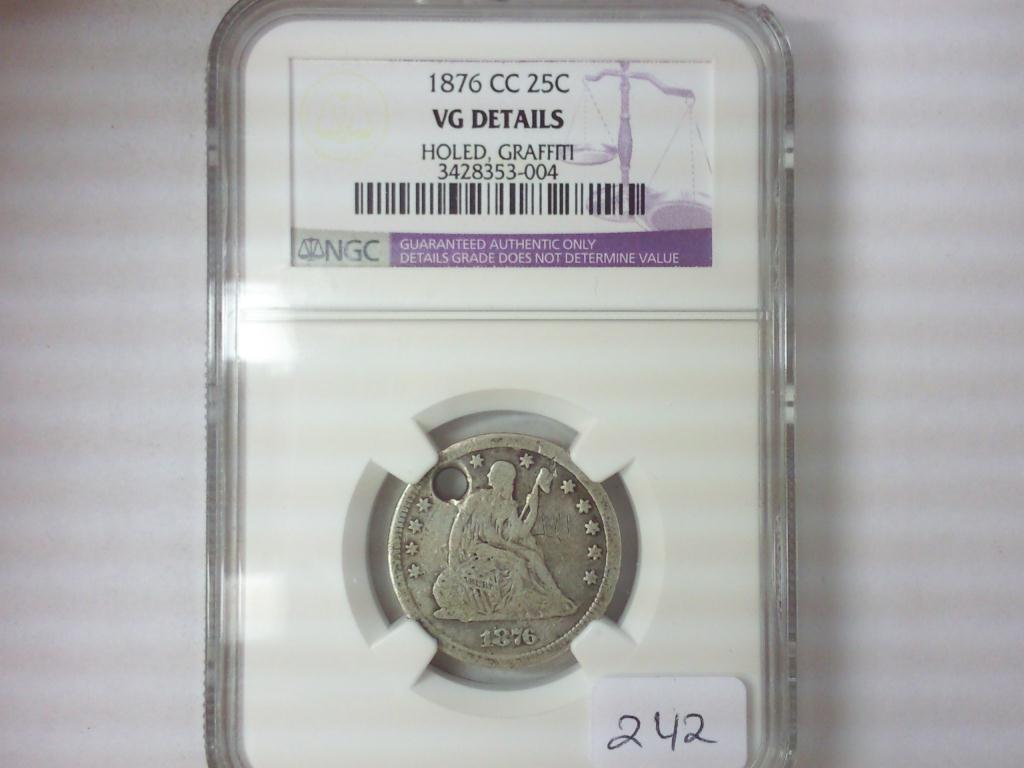 1876 CC 25C
VG DETAILS
HOLED, GRAFFITI
3428353-004
NGC
GUARANTEED AUTHENTIC ONLY
DETAILS GRADE DOES NOT DETERMINE VALUE
1876
242